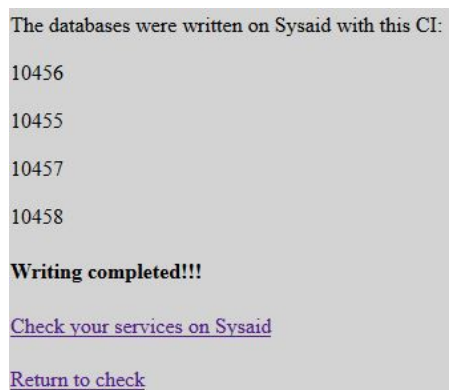 The databases were written on Sysaid with this CI:
10456
10455
10457
10458
Writing completed!!!
Check your services on Sysaid
Return to check